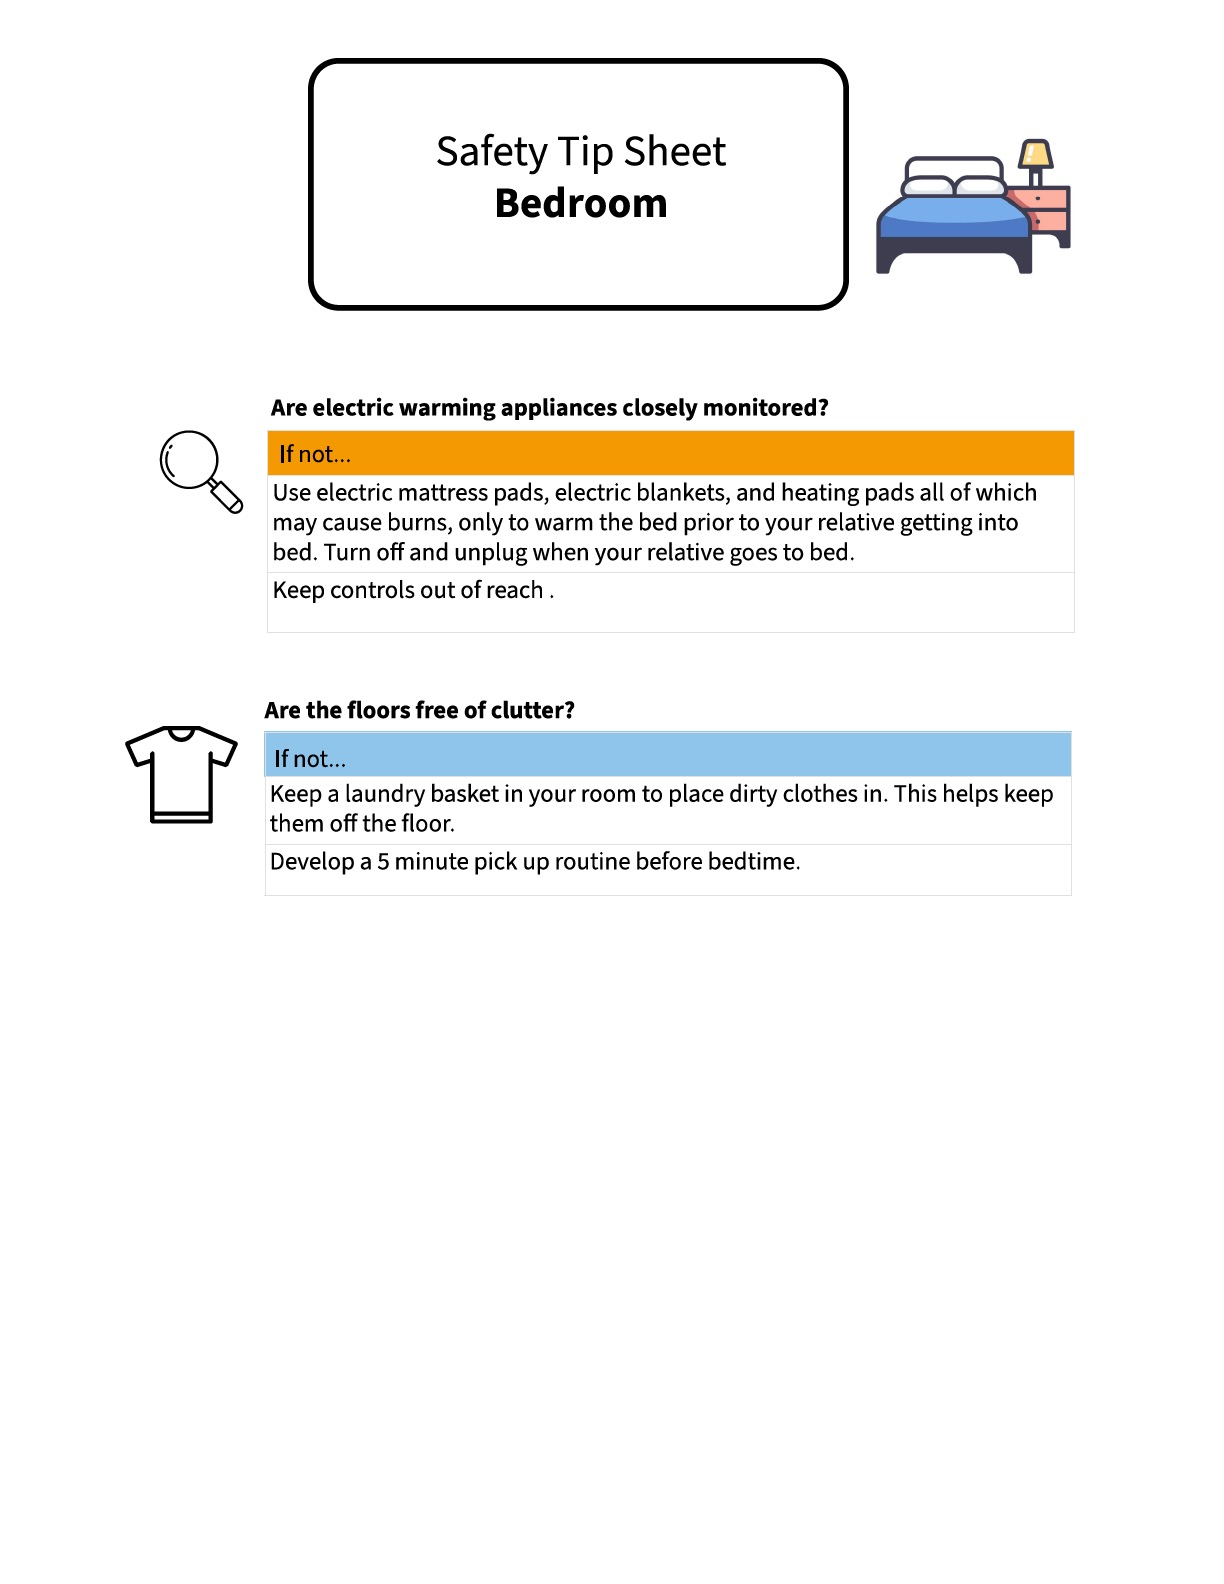 Safety Tip Sheet
Bedroom
Are electric warming appliances closely monitored?
If not...
Use electric mattress pads, electric blankets, and heating pads all of which
may cause burns, only to warm the bed prior to your relative getting into
bed. Turn off and unplug when your relative goes to bed.
Keep controls out of reach .
Are the floors free of clutter?
If not...
Keep a laundry basket in your room to place dirty clothes in. This helps keep
them off the floor.
Develop a 5 minute pick up routine before bedtime.